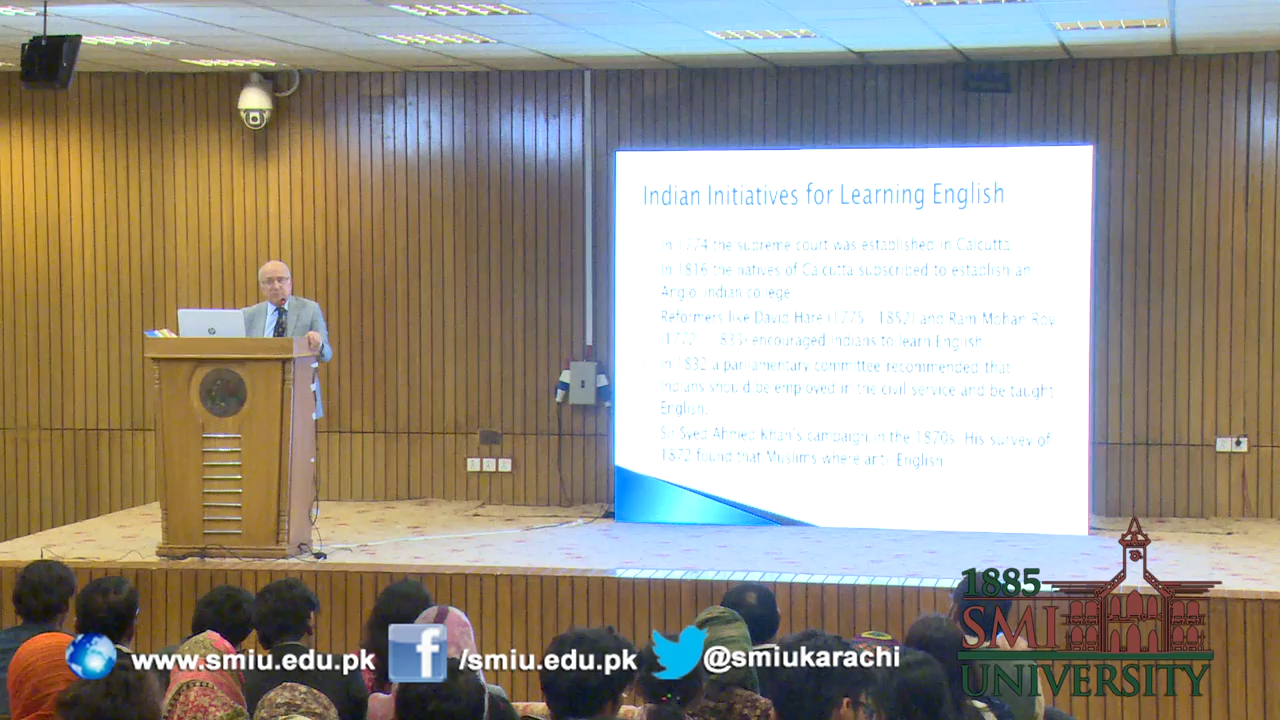 Indian Initiatives for Learning English
In 1774 the supreme court was established in Calcutta
In 1816 the natives of Calcutta subscribed to establish an
Anglo Indian college
Reformers like David Hare (1775 1852) and Ram Mohan Roy
(1772 1833) encouraged Indians to learn English
In 1832 a parliamentary committee recommended that
Indians should be employed in the civil service and be taught
English.
Sir Syed Ahmed Khan's campaign in the 1870s. His survey of
1872 found that Muslims where anti English
1885
SMI
UNIVERSITY
www.smiu.edu.pk
/smiu.edu.pk
@smiukarachi